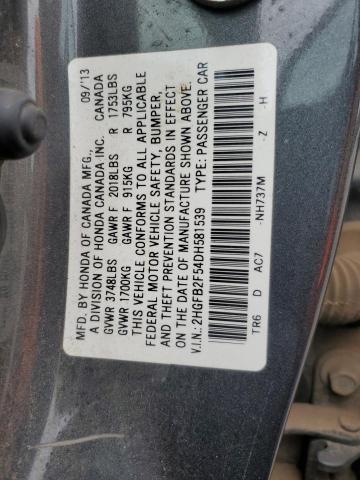 MFD. BY HONDA OF CANADA MFG., 09/13
A DIVISION OF HONDA CANADA INC. CANADA
GVWR 3748LBS GAWR F 2018LBS R 1753LBS
GVWR 1700KG GAWR F 915KG R 795KG
THIS VEHICLE CONFORMS TO ALL APPLICABLE
FEDERAL MOTOR VEHICLE SAFETY, BUMPER,
AND THEFT PREVENTION STANDARDS IN EFFECT
ON THE DATE OF MANUFACTURE SHOWN ABOVE.
V.I.N.: 2HGFB2F54DH581539 TYPE: PASSENGER CAR
TR6 D AC7 -NH737M -Z -H